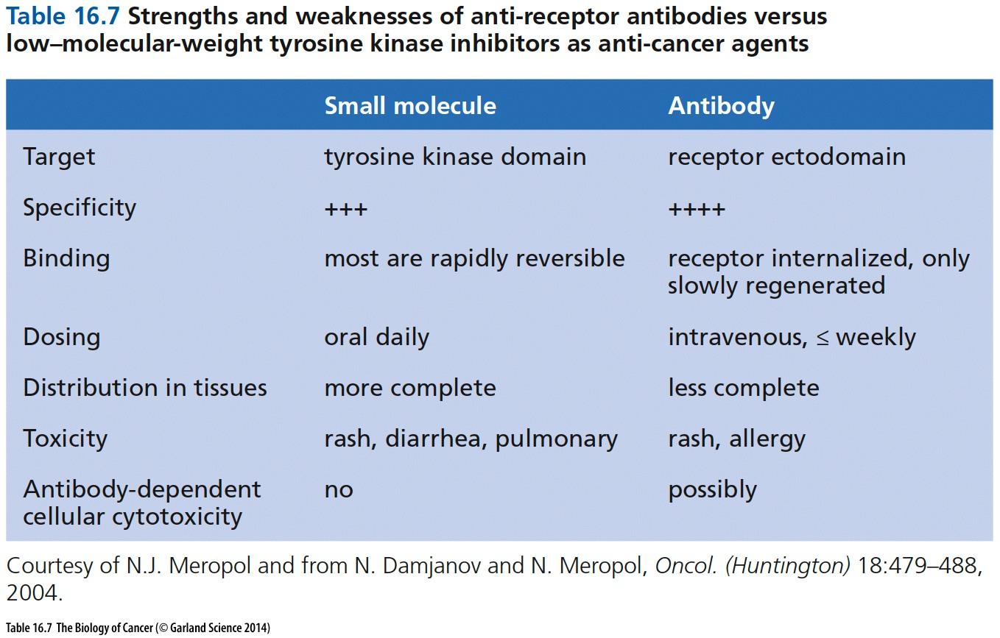 Table 16.7 Strengths and weaknesses of anti-receptor antibodies versus
low–molecular-weight tyrosine kinase inhibitors as anti-cancer agents
Small molecule Antibody
Target tyrosine kinase domain receptor ectodomain
Specificity +++ ++++
Binding most are rapidly reversible receptor internalized, only
slowly regenerated
Dosing oral daily intravenous, ≤ weekly
Distribution in tissues more complete less complete
Toxicity rash, diarrhea, pulmonary rash, allergy
Antibody-dependent no possibly
cellular cytotoxicity
Courtesy of N.J. Meropol and from N. Damjanov and N. Meropol, Oncol. (Huntington) 18:479–488,
2004.
Table 16.7 The Biology of Cancer (© Garland Science 2014)